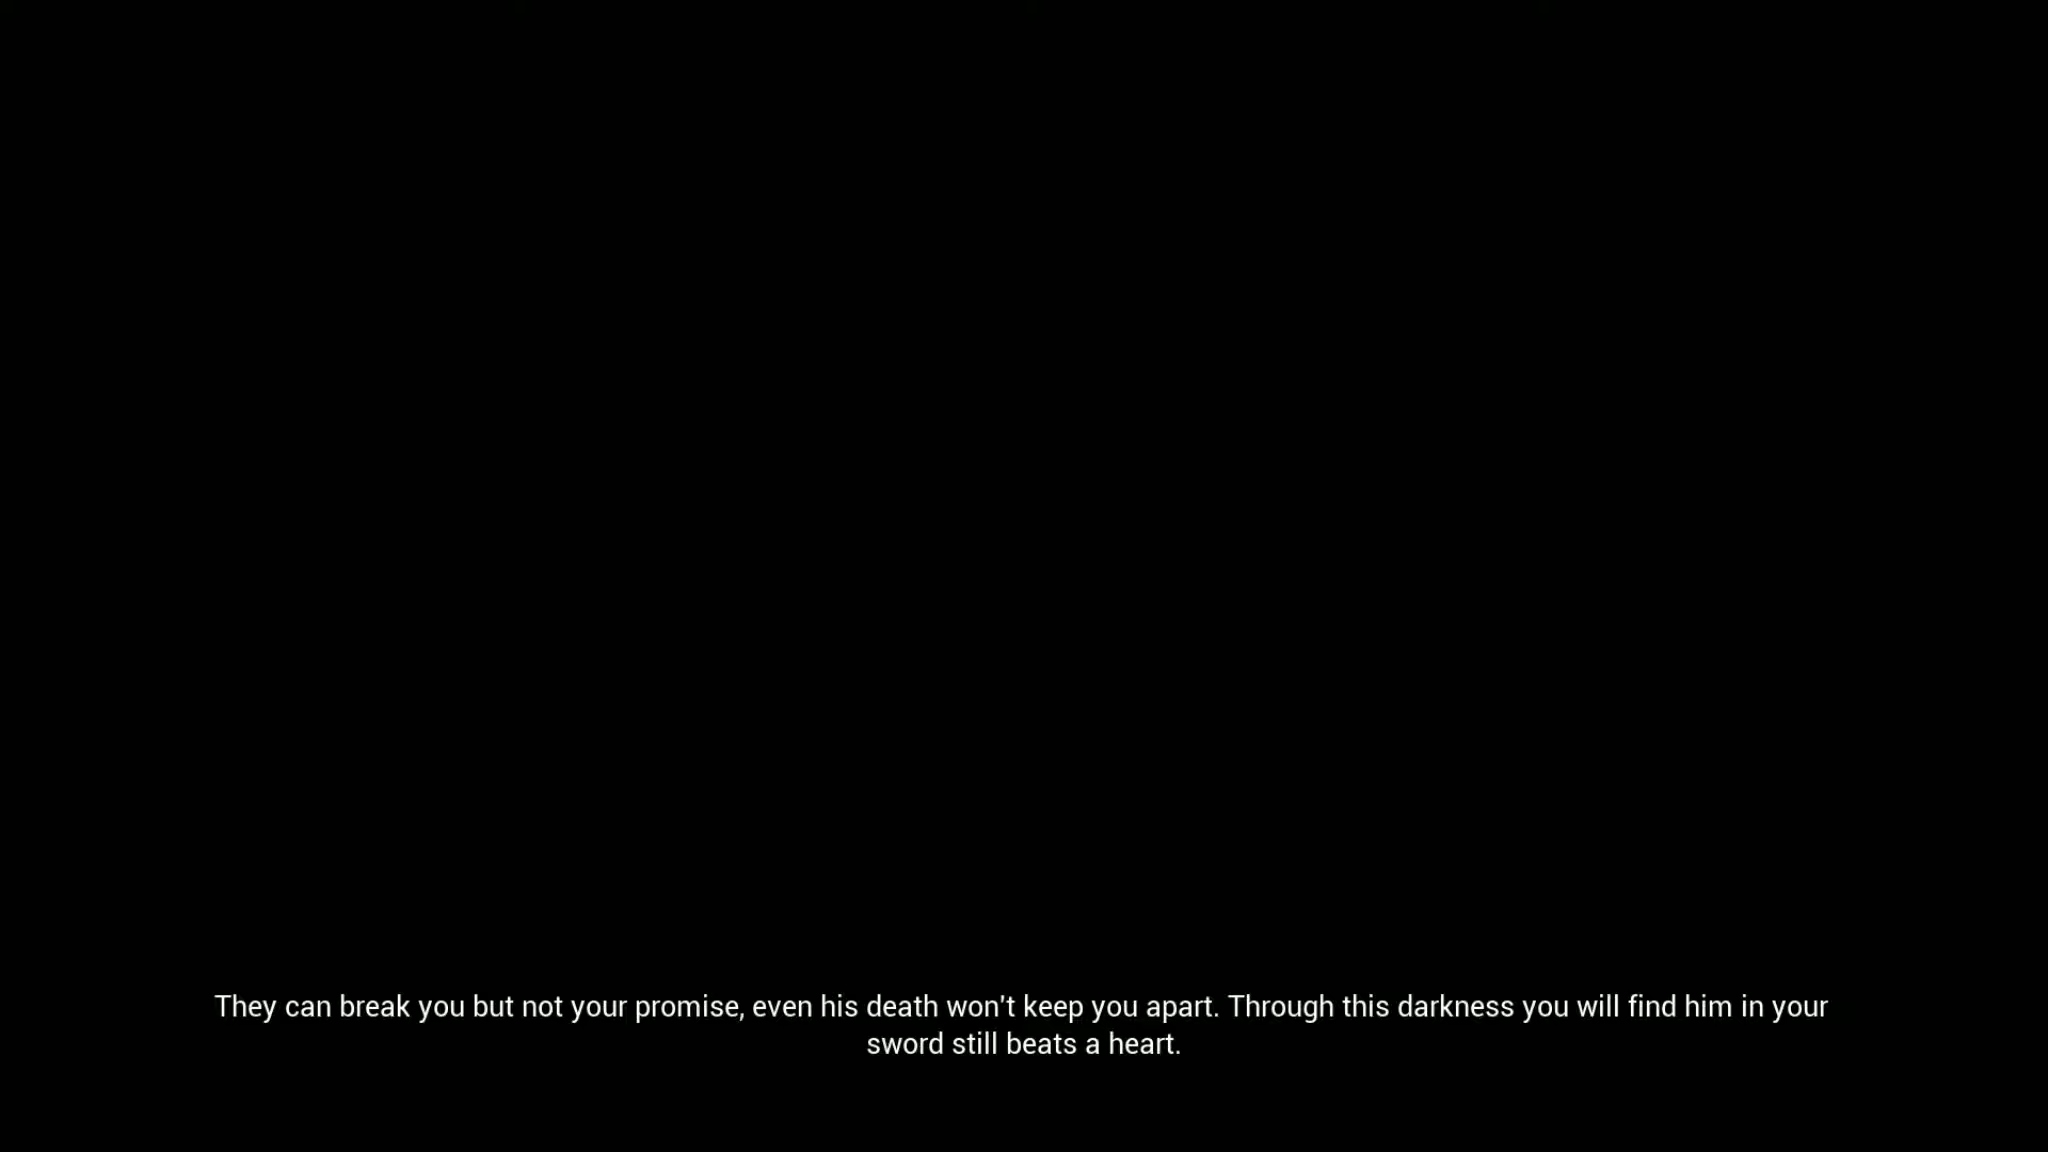 They can break you but not your promise, even his death won't keep you apart. Through this darkness you will find him in your
sword still beats a heart.